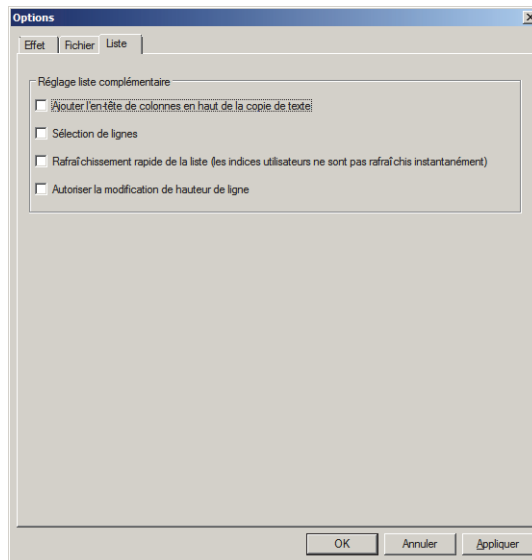 Options
Effet Fichier Liste
Réglage liste complémentaire
Ajouter l'en-tête de colonnes en haut de la copie de texte
Sélection de lignes
Rafraîchissement rapide de la liste (les indices utilisateurs ne sont pas rafraîchis instantanément)
Autoriser la modification de hauteur de ligne
OK Annuler Appliquer